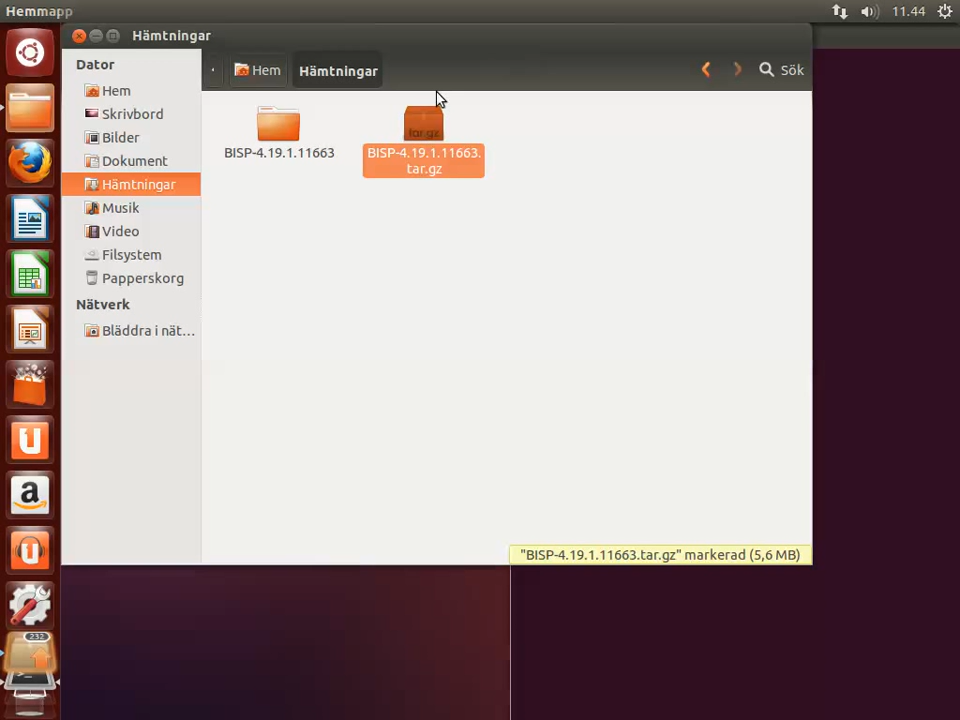 Hemmapp
11.44
Hämtningar
Dator
Hem
Skrivbord
Bilder
Dokument
Hämtningar
Musik
Video
Filsystem
Papperskorg
Nätverk
Bläddra i nät...
Hem
Hämtningar
Sök
BISP-4.19.1.11663
tar.gz
BISP-4.19.1.11663.
tar.gz
"BISP-4.19.1.11663.tar.gz" markerad (5,6 MB)
232